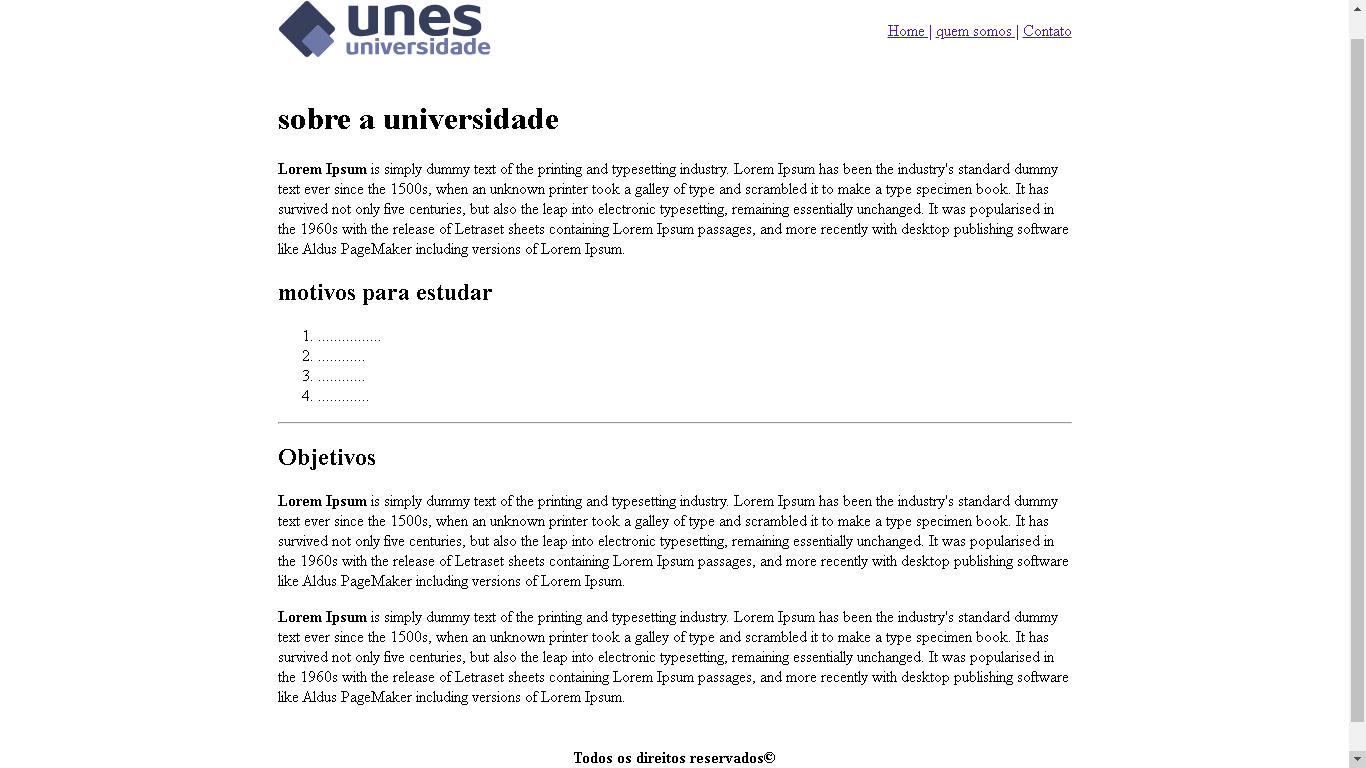 unes
universidade
Home | quem somos | Contato
sobre a universidade
Lorem Ipsum is simply dummy text of the printing and typesetting industry. Lorem Ipsum has been the industry's standard dummy
text ever since the 1500s, when an unknown printer took a galley of type and scrambled it to make a type specimen book. It has
survived not only five centuries, but also the leap into electronic typesetting, remaining essentially unchanged. It was popularised in
the 1960s with the release of Letraset sheets containing Lorem Ipsum passages, and more recently with desktop publishing software
like Aldus PageMaker including versions of Lorem Ipsum.
motivos para estudar
1. ................
2. ............
3. ............
4. .............
Objetivos
Lorem Ipsum is simply dummy text of the printing and typesetting industry. Lorem Ipsum has been the industry's standard dummy
text ever since the 1500s, when an unknown printer took a galley of type and scrambled it to make a type specimen book. It has
survived not only five centuries, but also the leap into electronic typesetting, remaining essentially unchanged. It was popularised in
the 1960s with the release of Letraset sheets containing Lorem Ipsum passages, and more recently with desktop publishing software
like Aldus PageMaker including versions of Lorem Ipsum.
Lorem Ipsum is simply dummy text of the printing and typesetting industry. Lorem Ipsum has been the industry's standard dummy
text ever since the 1500s, when an unknown printer took a galley of type and scrambled it to make a type specimen book. It has
survived not only five centuries, but also the leap into electronic typesetting, remaining essentially unchanged. It was popularised in
the 1960s with the release of Letraset sheets containing Lorem Ipsum passages, and more recently with desktop publishing software
like Aldus PageMaker including versions of Lorem Ipsum.
Todos os direitos reservados©